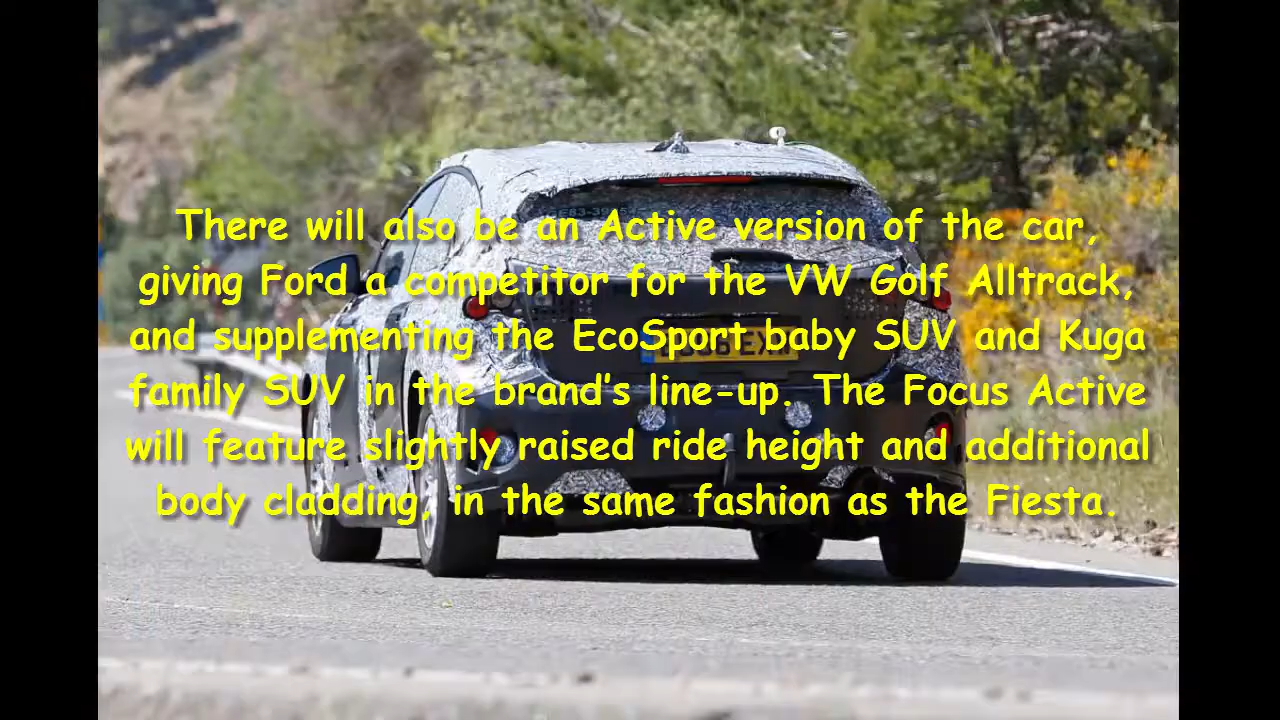 There will also be an Active version of the car,
giving Ford a competitor for the VW Golf Alltrack,
and supplementing the EcoSport baby SUV and Kuga
family SUV in the brand's line-up. The Focus Active
will feature slightly raised ride height and additional
body cladding, in the same fashion as the Fiesta.